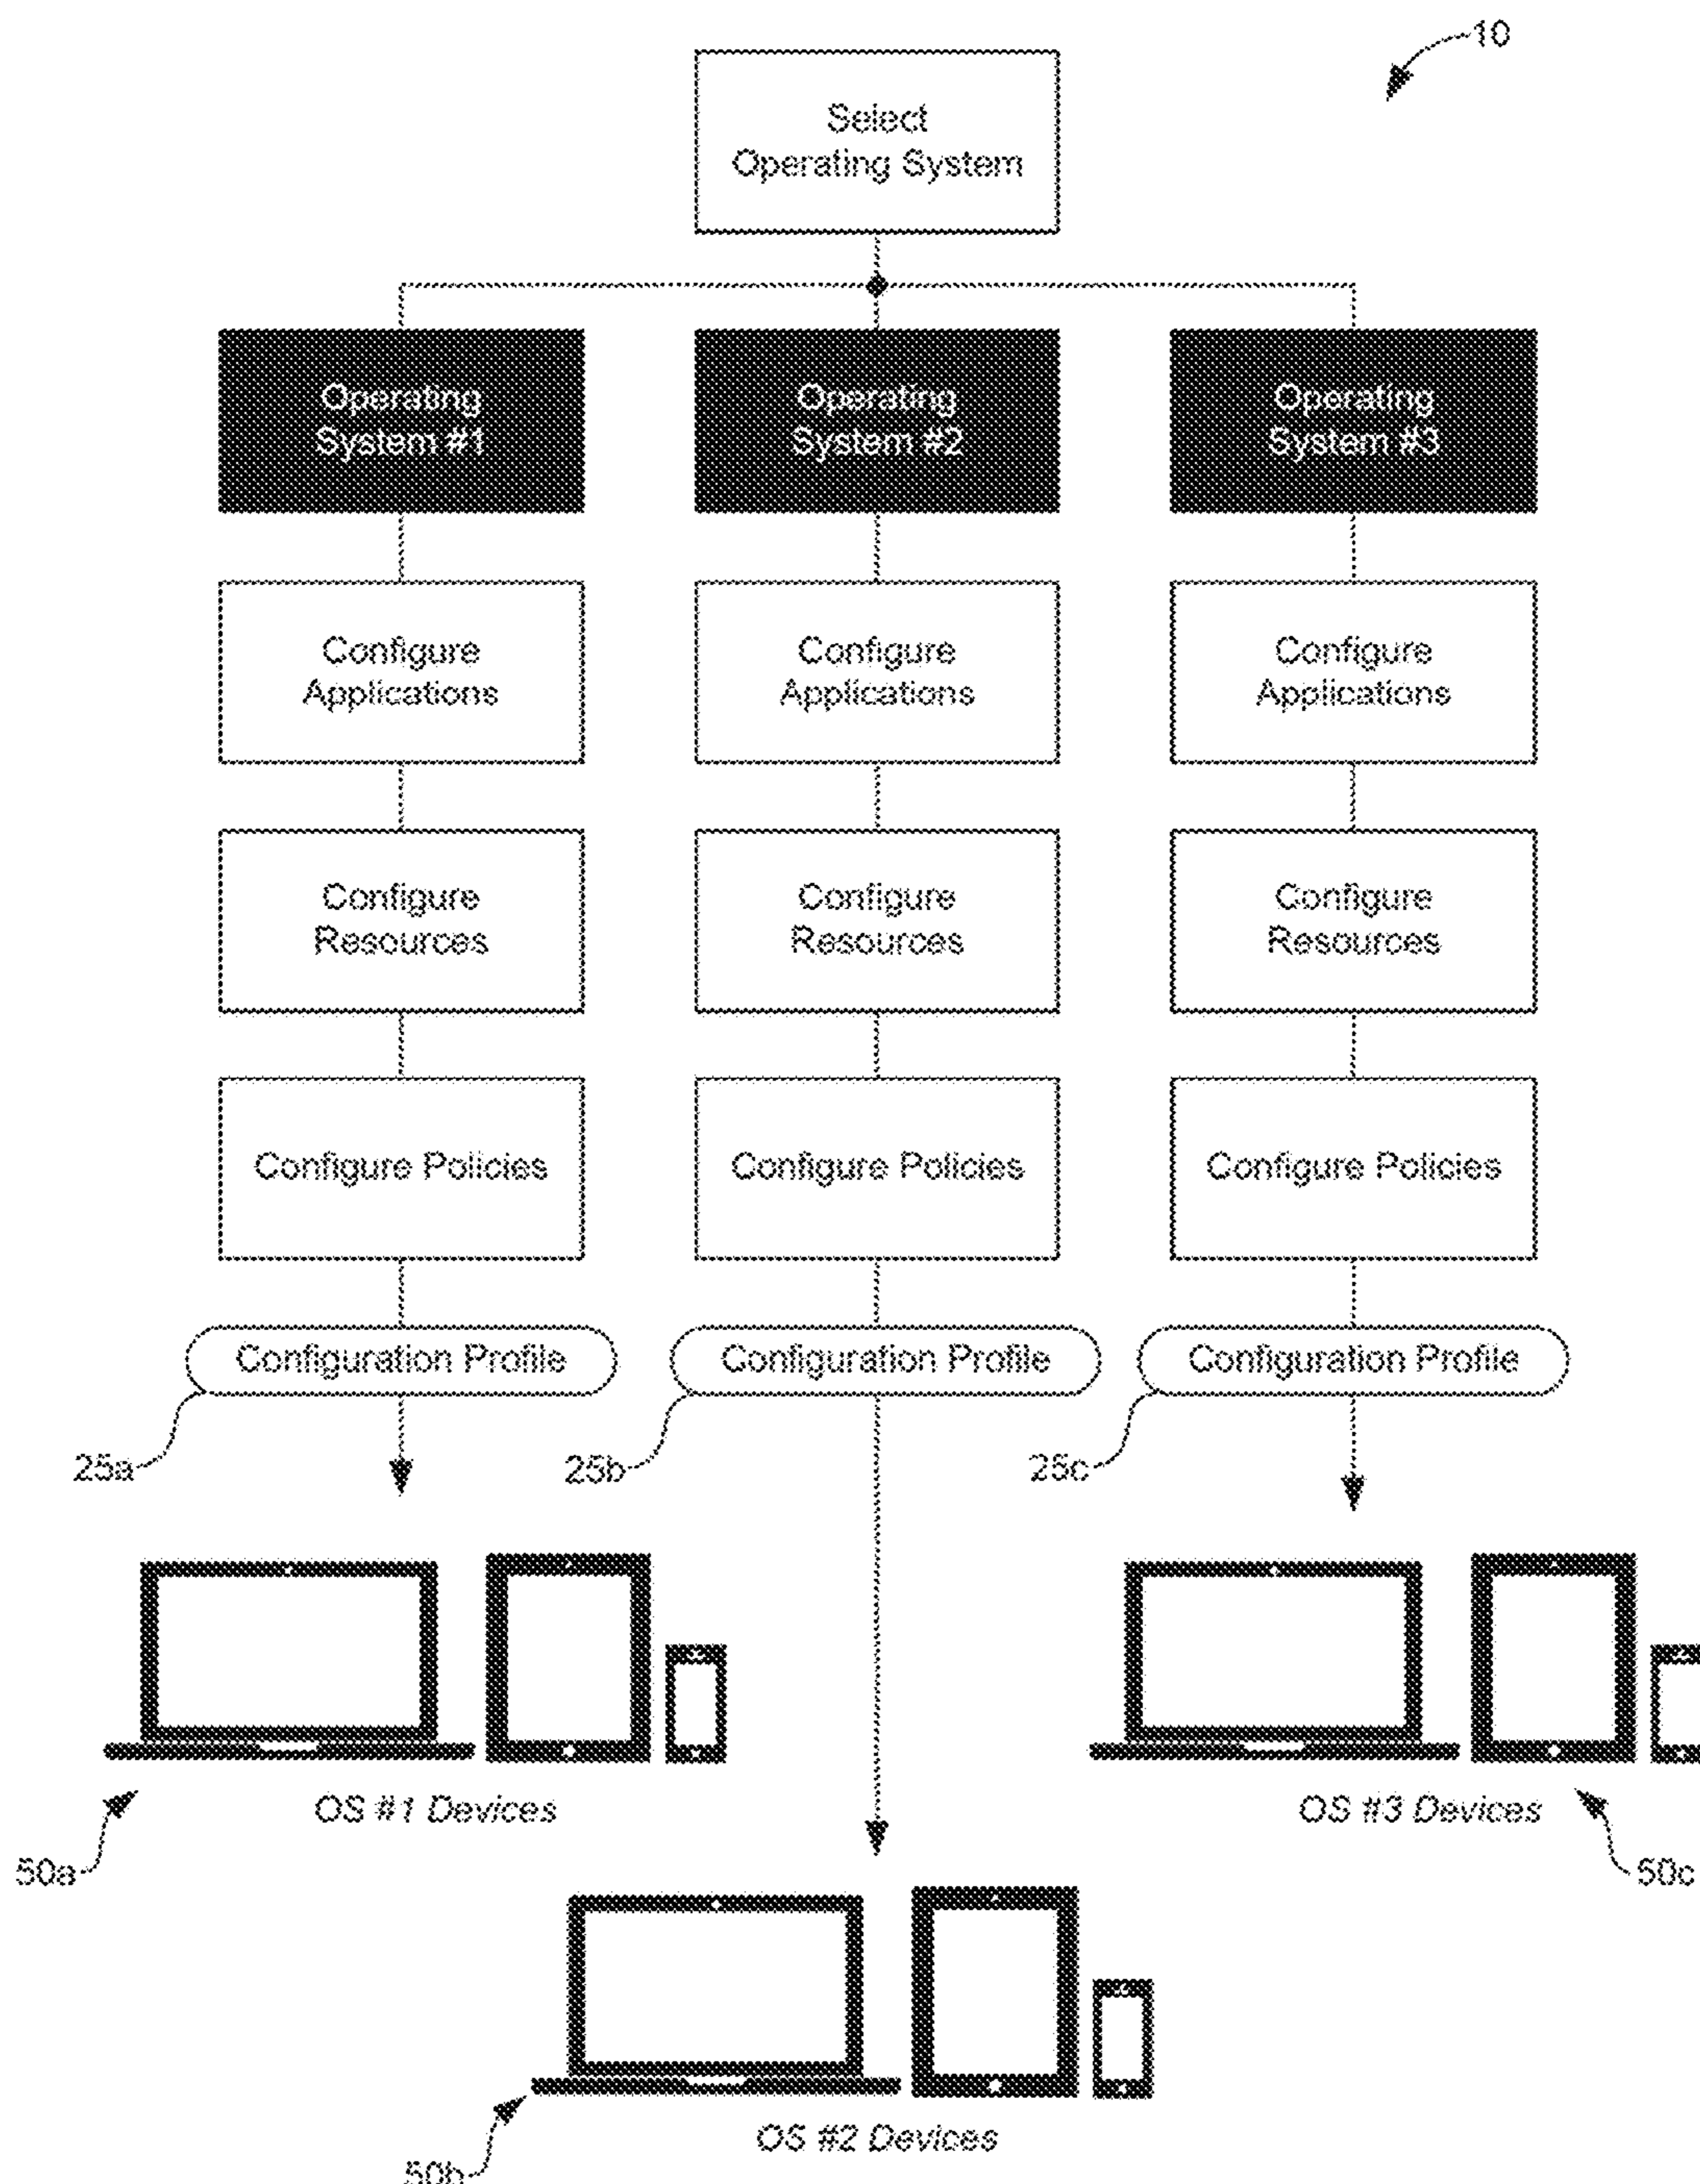 10
Select
Operating System
Operating
System #1
Operating
System #2
Operating
System #3
Configure
Applications
Configure
Applications
Configure
Applications
Configure
Resources
Configure
Resources
Configure
Resources
Configure Policies
Configure Policies
Configure Policies
Configuration Profile
Configuration Profile
Configuration Profile
25a
25b
25c
OS #1 Devices
OS #3 Devices
50a
50c
OS #2 Devices
50b